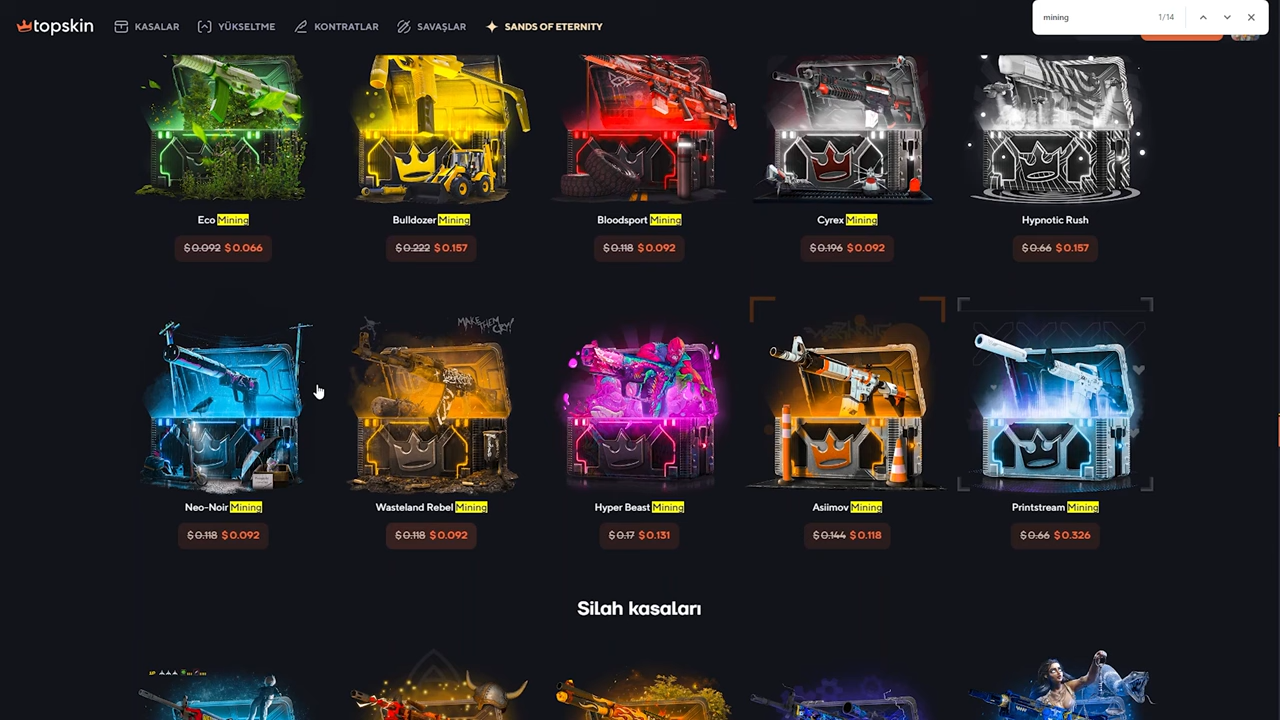 topskin KASALAR YÜKSELTME KONTRATLAR SAVAŞLAR SANDS OF ETERNITY
mining 1/14
Eco Mining Bulldozer Mining Bloodsport Mining Cyrex Mining Hypnotic Rush
$0.092 $0.066 $0.222 $0.157 $0.118 $0.092 $0.196 $0.092 $0.66 $0.157
MAKE THEM CRY!
Neo-Noir Mining Wasteland Rebel Mining Hyper Beast Mining Asiimov Mining Printstream Mining
$0.118 $0.092 $0.118 $0.092 $0.17 $0.131 $0.144 $0.118 $0.66 $0.326
Silah kasaları